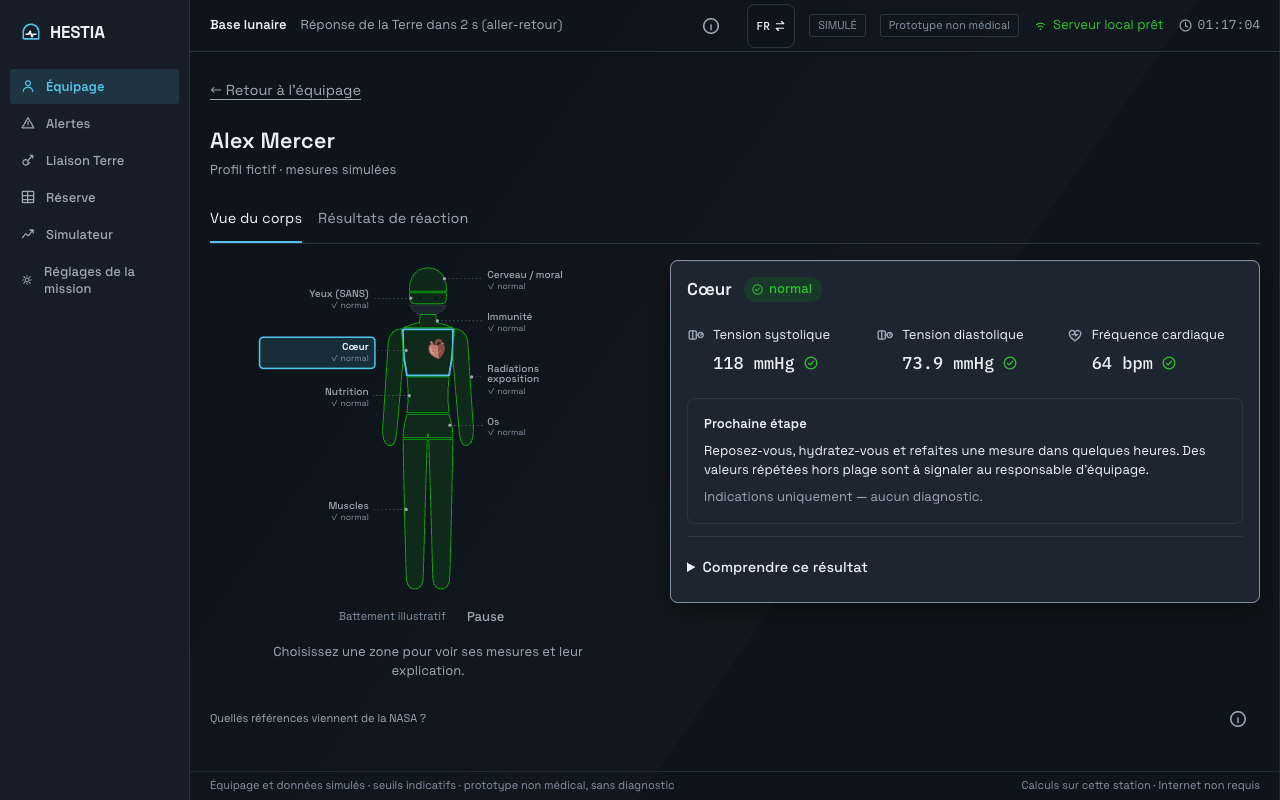 HESTIA
Équipage
Alertes
Liaison Terre
Réserve
Simulateur
Réglages de la
mission
Base lunaire
Réponse de la Terre dans 2 s (aller-retour)
FR
SIMULÉ
Prototype non médical
Serveur local prêt
01:17:04
← Retour à l'équipage
Alex Mercer
Profil fictif · mesures simulées
Vue du corps
Résultats de réaction
Cerveau / moral
✓ normal
Yeux (SANS)
✓ normal
Immunité
✓ normal
Cœur
✓ normal
Radiations
exposition
✓ normal
Nutrition
✓ normal
Os
✓ normal
Muscles
✓ normal
Battement illustratif
Pause
Choisissez une zone pour voir ses mesures et leur
explication.
Cœur
normal
Tension systolique
118 mmHg
Tension diastolique
73.9 mmHg
Fréquence cardiaque
64 bpm
Prochaine étape
Reposez-vous, hydratez-vous et refaites une mesure dans quelques heures. Des
valeurs répétées hors plage sont à signaler au responsable d'équipage.
Indications uniquement — aucun diagnostic.
▶ Comprendre ce résultat
Quelles références viennent de la NASA ?
Équipage et données simulés · seuils indicatifs · prototype non médical, sans diagnostic
Calculs sur cette station · Internet non requis